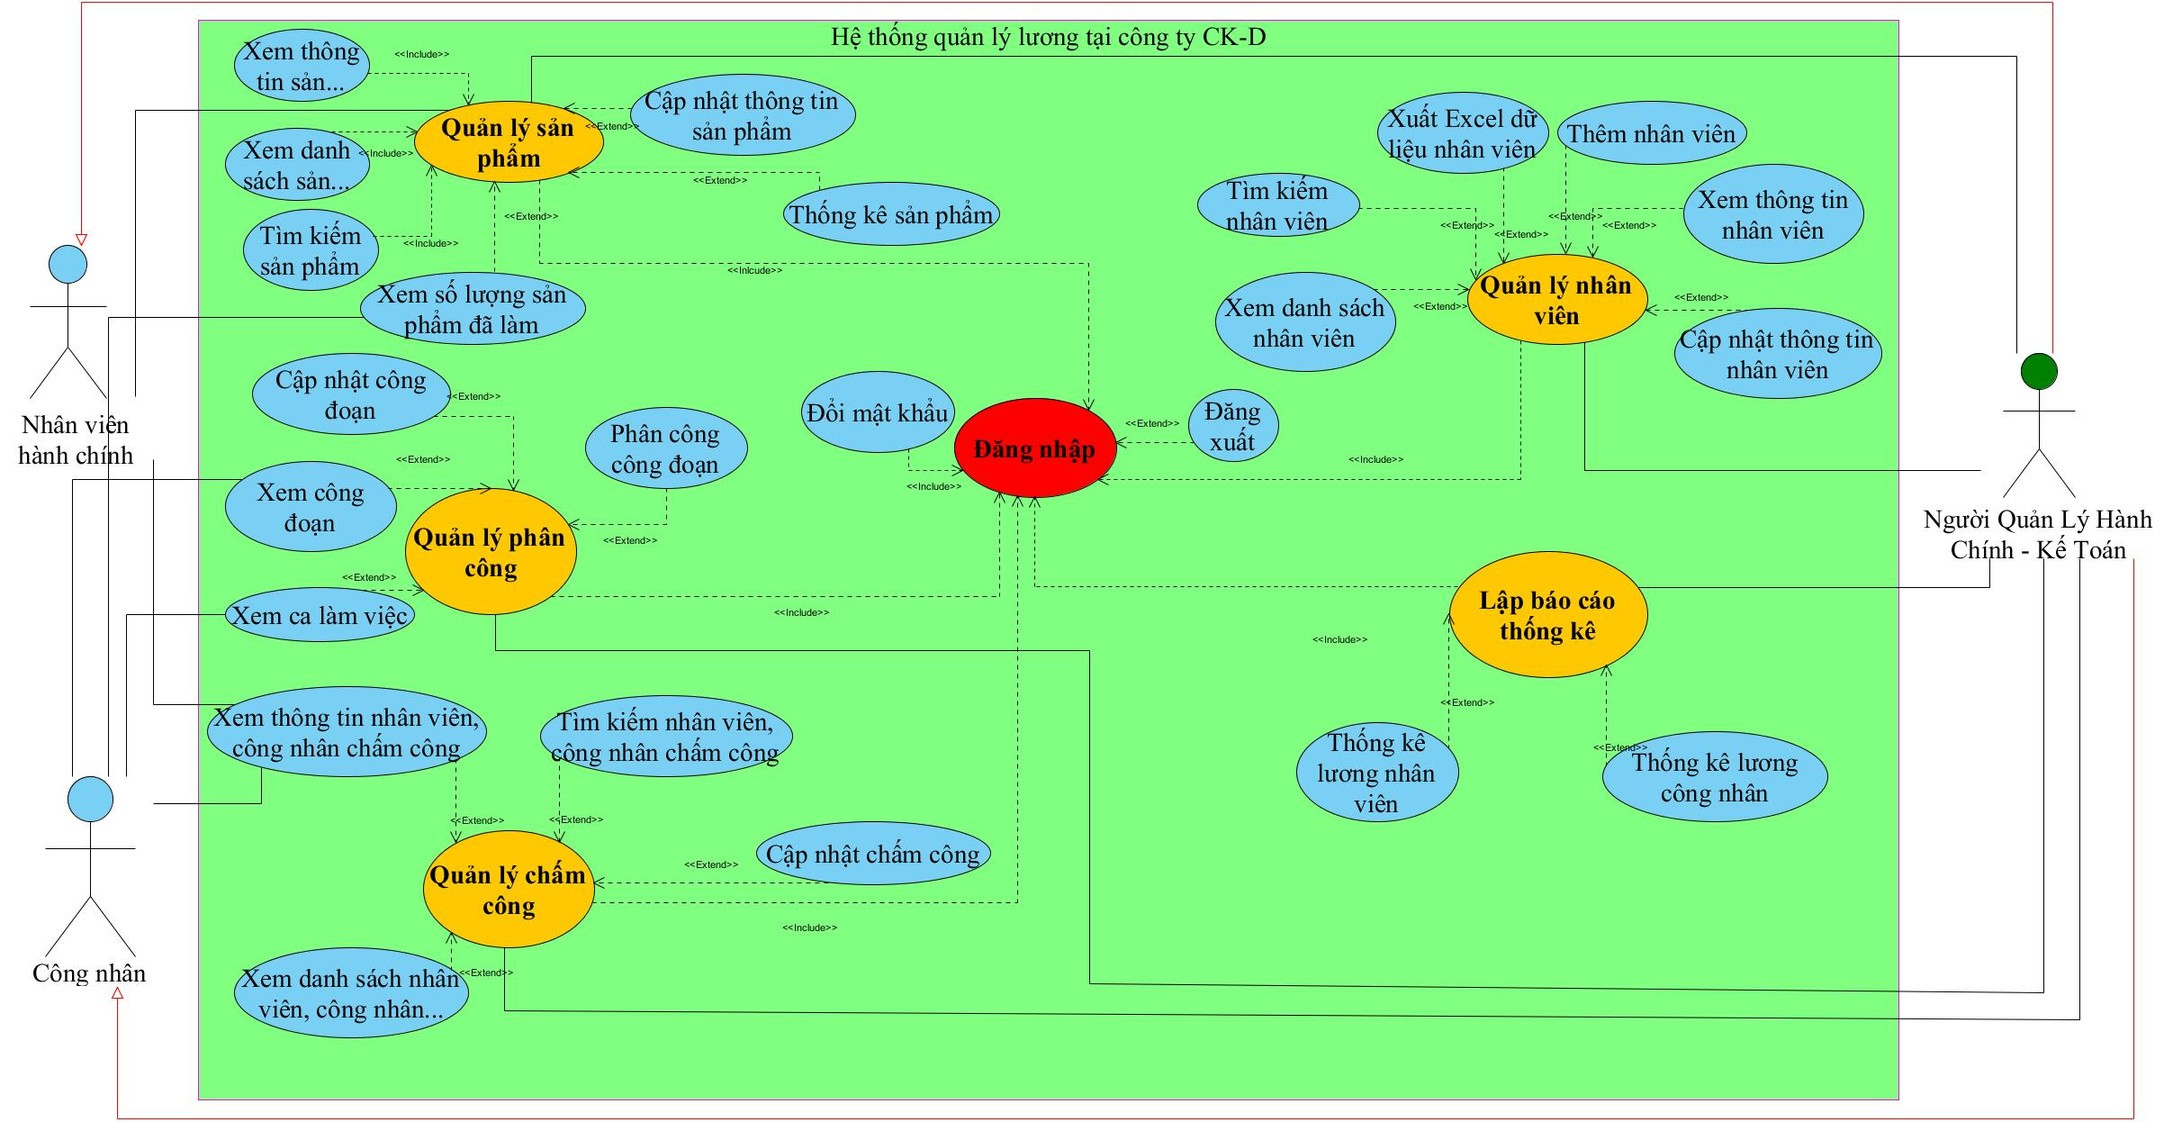 Hệ thống quản lý lương tại công ty CK-D
Xem thông
tin sản...
<<Include>>
Quản lý sản
phẩm
Cập nhật thông tin
sản phẩm
<<Extend>>
Xem danh
sách sản...
<<Include>>
Thống kê sản phẩm
<<Extend>>
Tìm kiếm
sản phẩm
<<Include>>
<<Extend>>
Xem số lượng sản
phẩm đã làm
<<Inlcude>>
Xuất Excel dữ
liệu nhân viên
Thêm nhân viên
Tìm kiếm
nhân viên
Xem thông tin
nhân viên
<<Extend>>
<<Extend>>
<<Extend>>
<<Extend>>
Quản lý nhân
viên
Xem danh sách
nhân viên
<<Extend>>
<<Extend>>
Cập nhật thông tin
nhân viên
Nhân viên
hành chính
Cập nhật công
đoạn
<<Extend>>
Phân công
công đoạn
Đổi mật khẩu
Đăng nhập
Đăng
xuất
<<Extend>>
<<Include>>
<<Include>>
<<Extend>>
Xem công
đoạn
Quản lý phân
công
<<Extend>>
<<Extend>>
Xem ca làm việc
<<Include>>
Người Quản Lý Hành
Chính - Kế Toán
Lập báo cáo
thống kê
<<Include>>
<<Extend>>
<<Extend>>
Thống kê
lương nhân
viên
Thống kê lương
công nhân
Xem thông tin nhân viên,
công nhân chấm công
Tìm kiếm nhân viên,
công nhân chấm công
<<Extend>>
<<Extend>>
Quản lý chấm
công
Cập nhật chấm công
<<Extend>>
<<Include>>
Xem danh sách nhân
viên, công nhân...
<<Extend>>
Công nhân